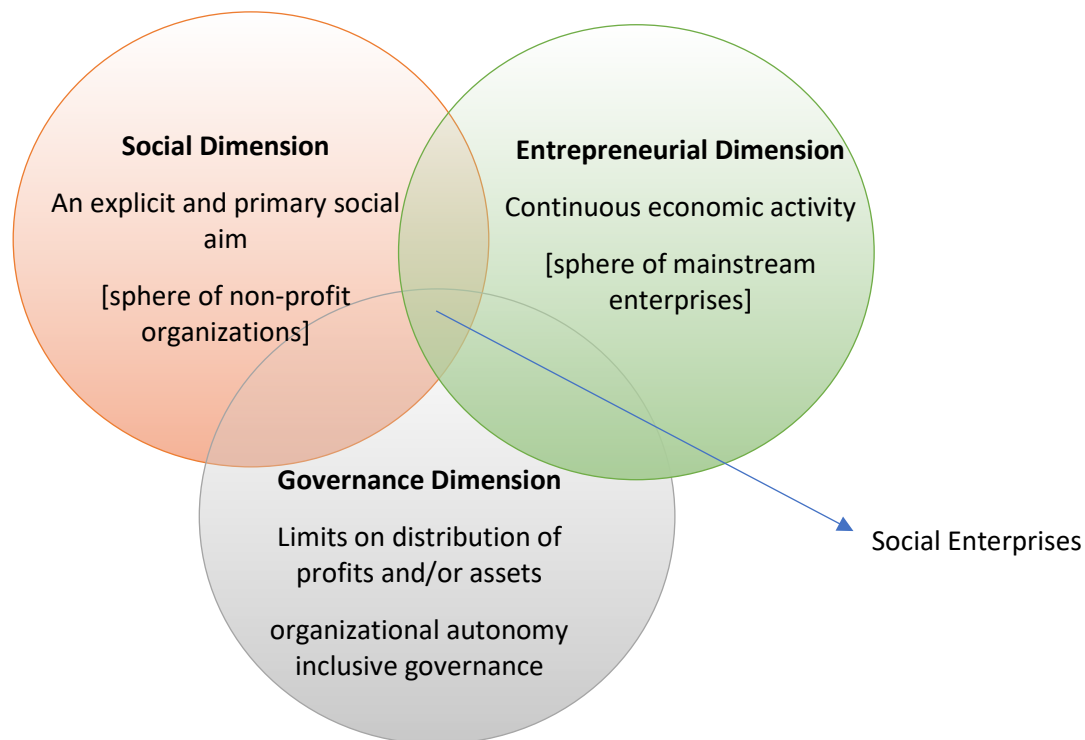 Social Dimension
An explicit and primary social
aim
[sphere of non-profit
organizations]
Entrepreneurial Dimension
Continuous economic activity
[sphere of mainstream
enterprises]
Governance Dimension
Limits on distribution of
profits and/or assets
organizational autonomy
inclusive governance
Social Enterprises